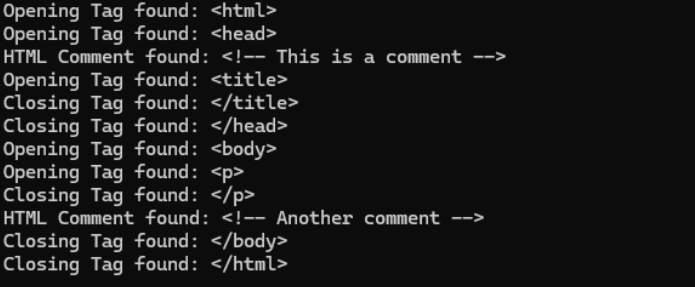 Opening Tag found: <html>
Opening Tag found: <head>
HTML Comment found: <!-- This is a comment -->
Opening Tag found: <title>
Closing Tag found: </title>
Closing Tag found: </head>
Opening Tag found: <body>
Opening Tag found: <p>
Closing Tag found: </p>
HTML Comment found: <!-- Another comment -->
Closing Tag found: </body>
Closing Tag found: </html>